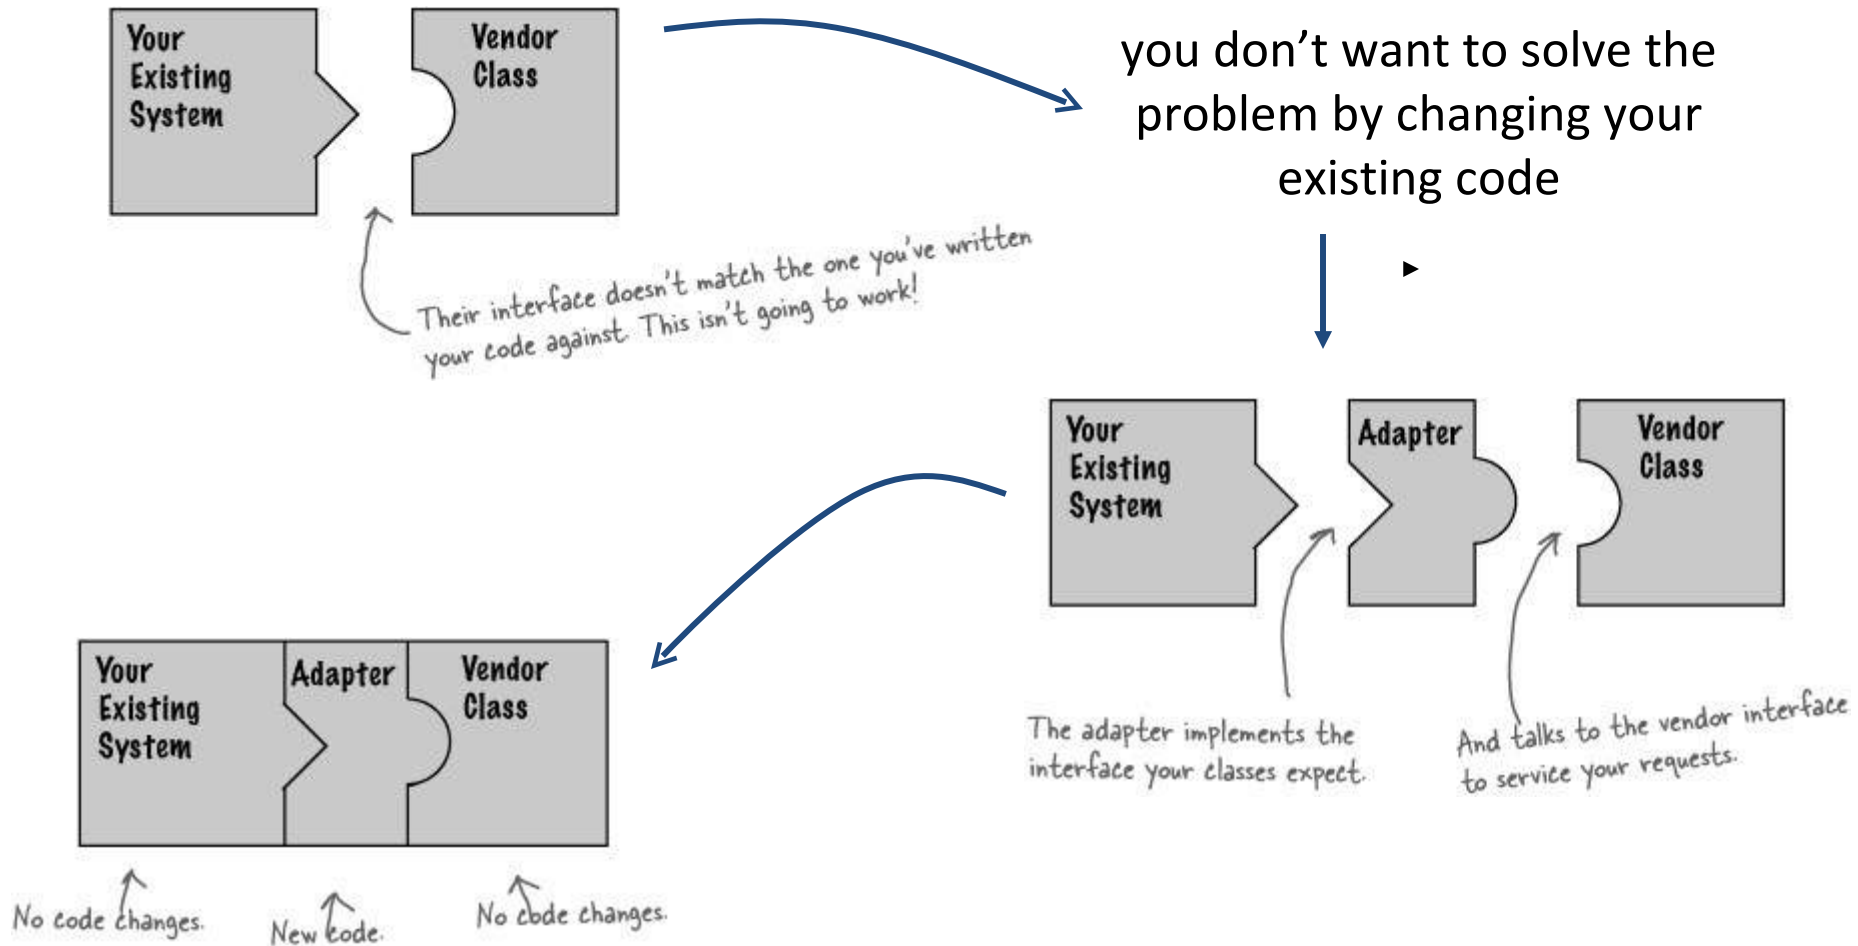 Your
Existing
System
Vendor
Class
Their interface doesn't match the one you've written
your code against. This isn't going to work!
you don’t want to solve the
problem by changing your
existing code
Your
Existing
System
Adapter
Vendor
Class
The adapter implements the
interface your classes expect.
And talks to the vendor interface
to service your requests.
Your
Existing
System
Adapter
Vendor
Class
No code changes.
New code.
No code changes.